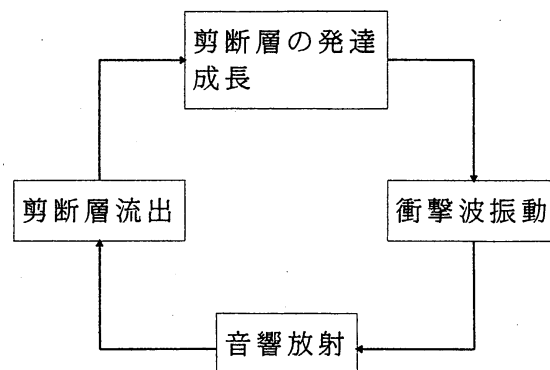 剪断層の発達
成長
剪断層流出
衝撃波振動
音響放射